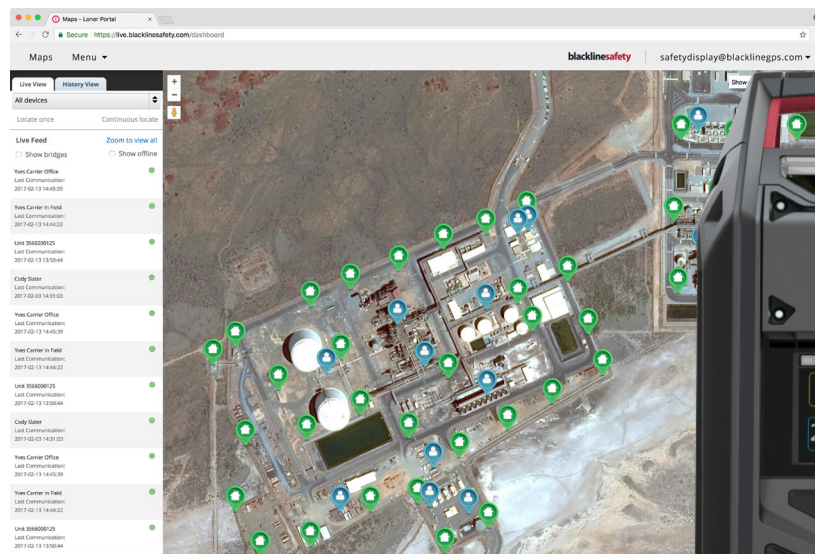 Maps - Loner Portal
Secure https://live.blacklinesafety.com/dashboard
Maps Menu
blacklinesafety
safetydisplay@blacklinegps.com
Live View History View
All devices
Locate once Continuous locate
Live Feed Zoom to view all
Show bridges Show offline
Yves Carrier Office
Last Communication:
2017-02-13 14:45:39
Yves Carrier In Field
Last Communication:
2017-02-13 14:44:22
Unit 3566000125
Last Communication:
2017-02-13 13:50:44
Cody Slater
Last Communication:
2017-02-03 14:31:03
Yves Carrier Office
Last Communication:
2017-02-13 14:45:39
Yves Carrier In Field
Last Communication:
2017-02-13 14:44:22
Unit 3566000125
Last Communication:
2017-02-13 13:50:44
Cody Slater
Last Communication:
2017-02-03 14:31:03
Yves Carrier Office
Last Communication:
2017-02-13 14:45:39
Yves Carrier In Field
Last Communication:
2017-02-13 14:44:22
Unit 3566000125
Last Communication:
2017-02-13 13:50:44
+
-
Show
2